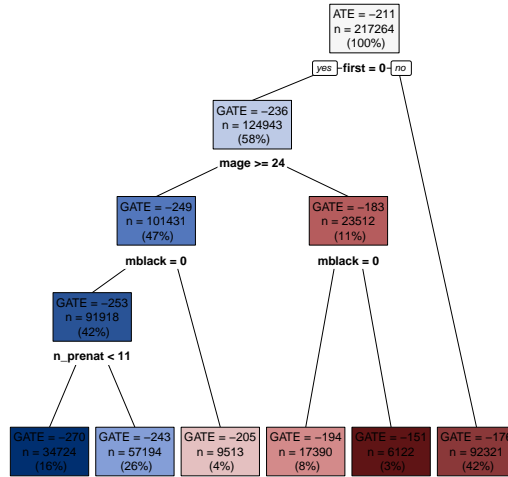 ATE = −211
n = 217264
(100%)
yes first = 0 no
GATE = −236
n = 124943
(58%)
mage >= 24
GATE = −249
n = 101431
(47%)
GATE = −183
n = 23512
(11%)
mblack = 0
mblack = 0
GATE = −253
n = 91918
(42%)
n_prenat < 11
GATE = −270
n = 34724
(16%)
GATE = −243
n = 57194
(26%)
GATE = −205
n = 9513
(4%)
GATE = −194
n = 17390
(8%)
GATE = −151
n = 6122
(3%)
GATE = −176
n = 92321
(42%)